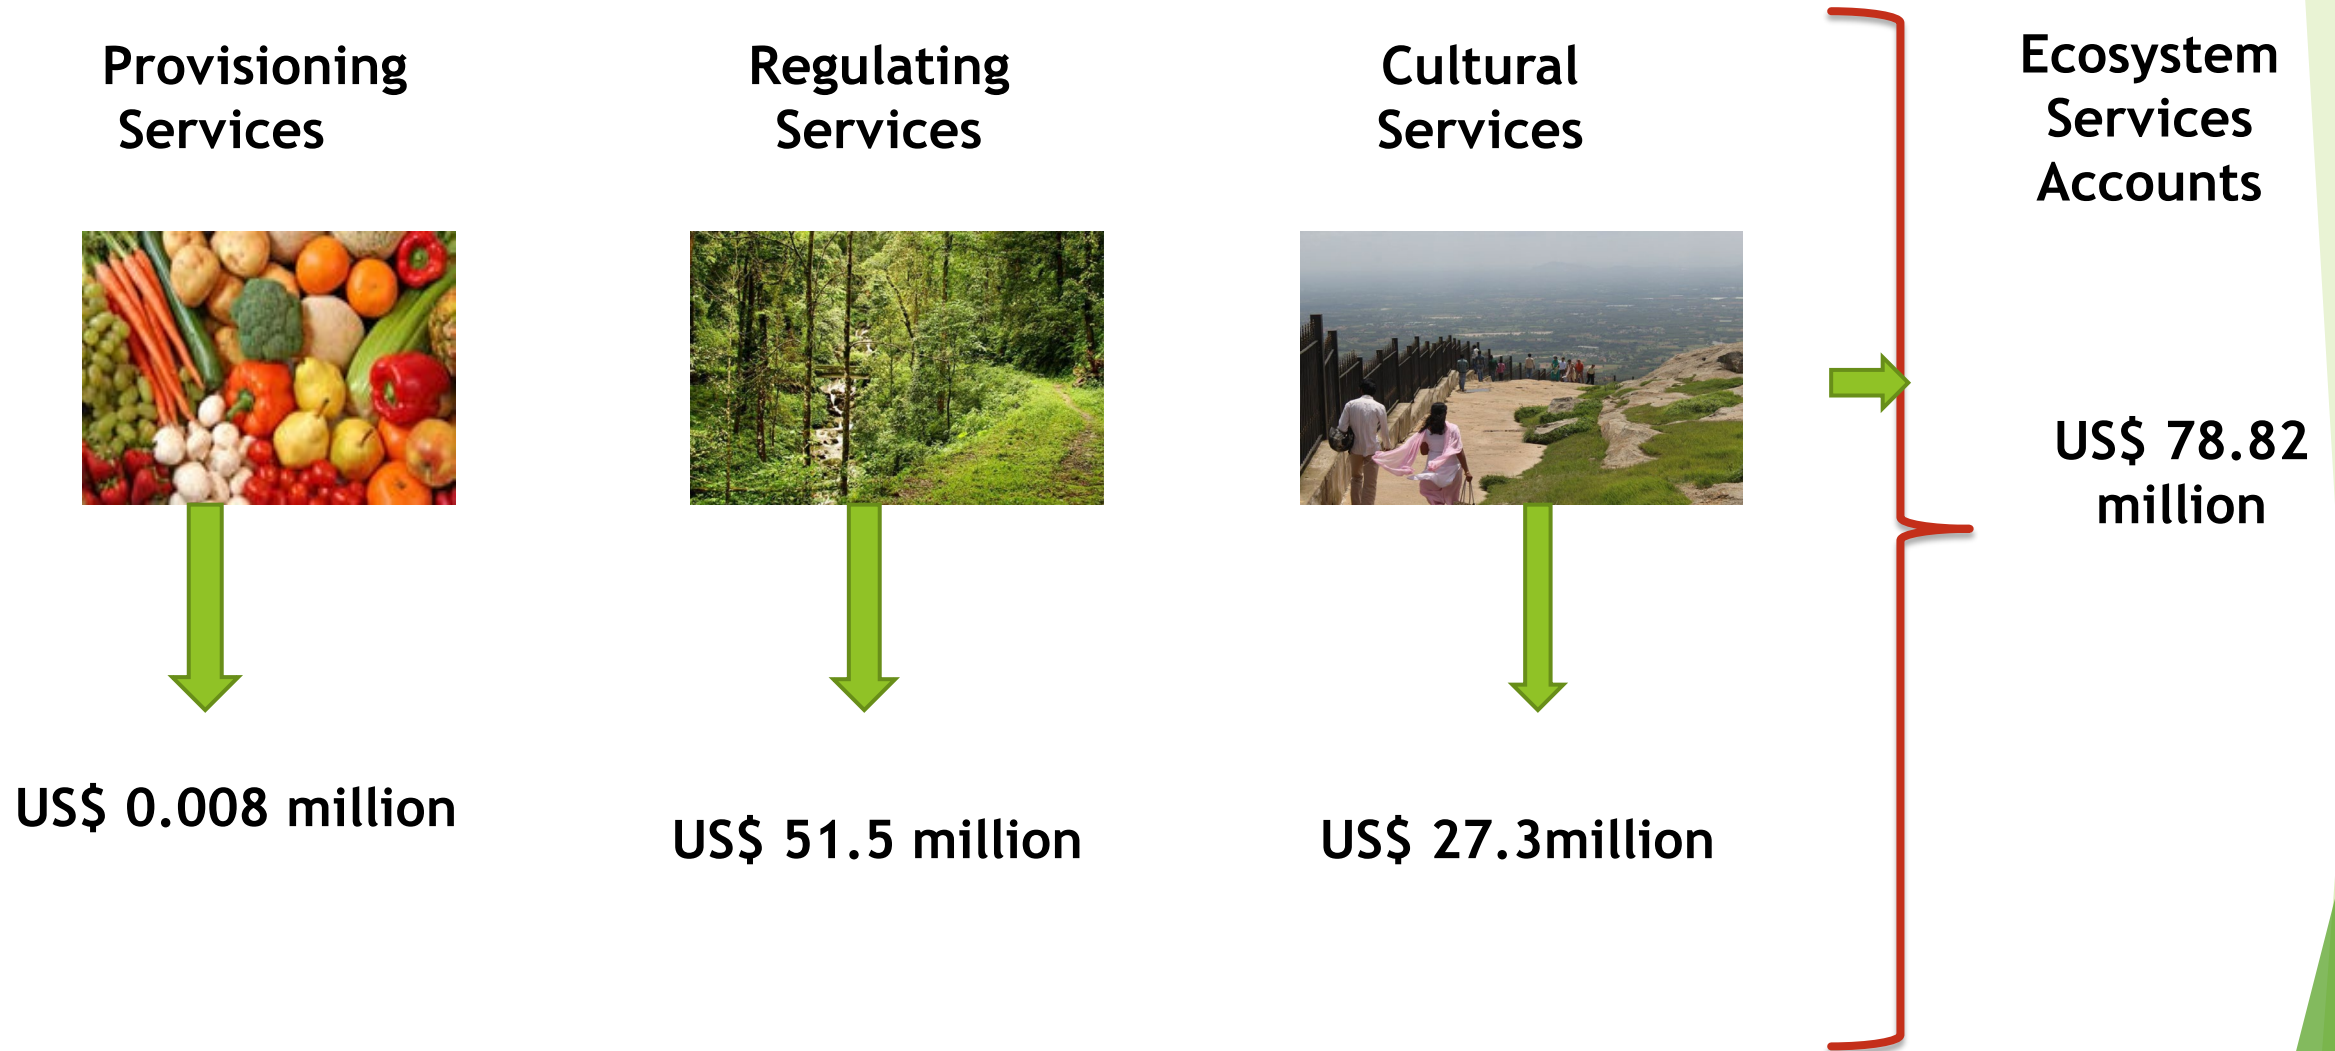 Provisioning
Services
US$ 0.008 million
Regulating
Services
US$ 51.5 million
Cultural
Services
US$ 27.3million
Ecosystem
Services
Accounts
US$ 78.82
million